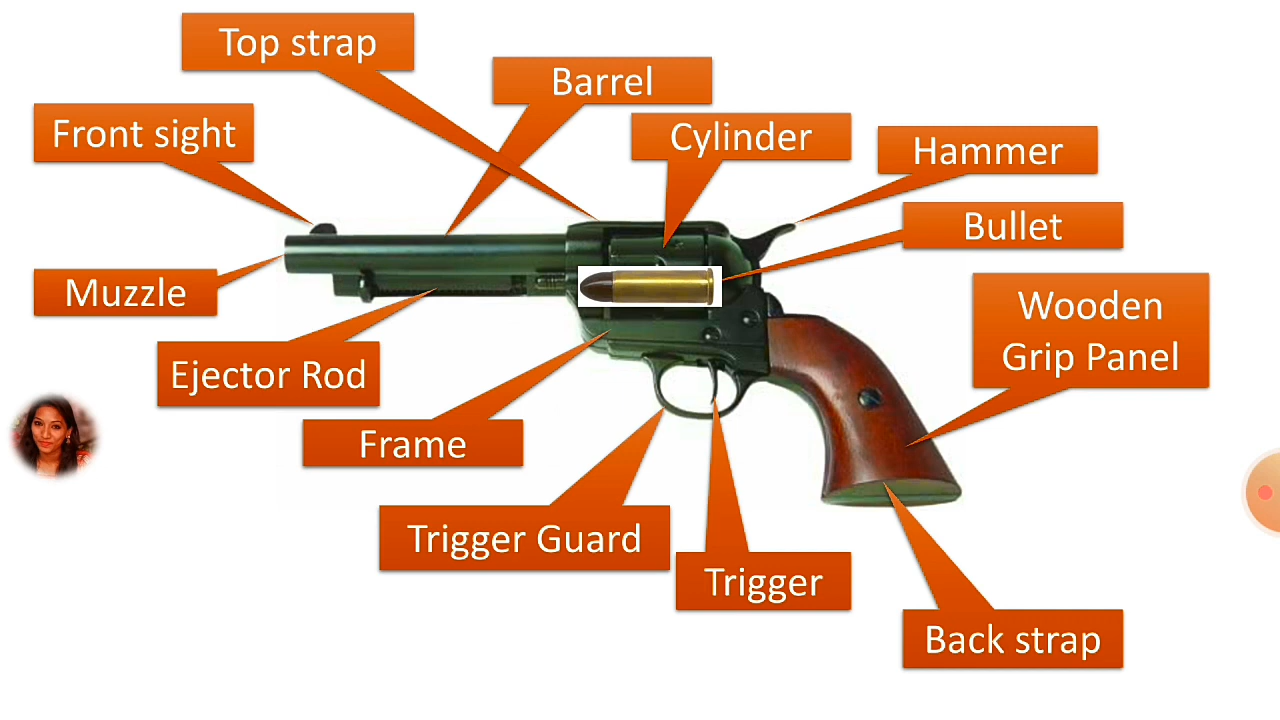 Top strap
Barrel
Front sight
Cylinder
Hammer
Bullet
Muzzle
Wooden
Grip Panel
Ejector Rod
Frame
Trigger Guard
Trigger
Back strap